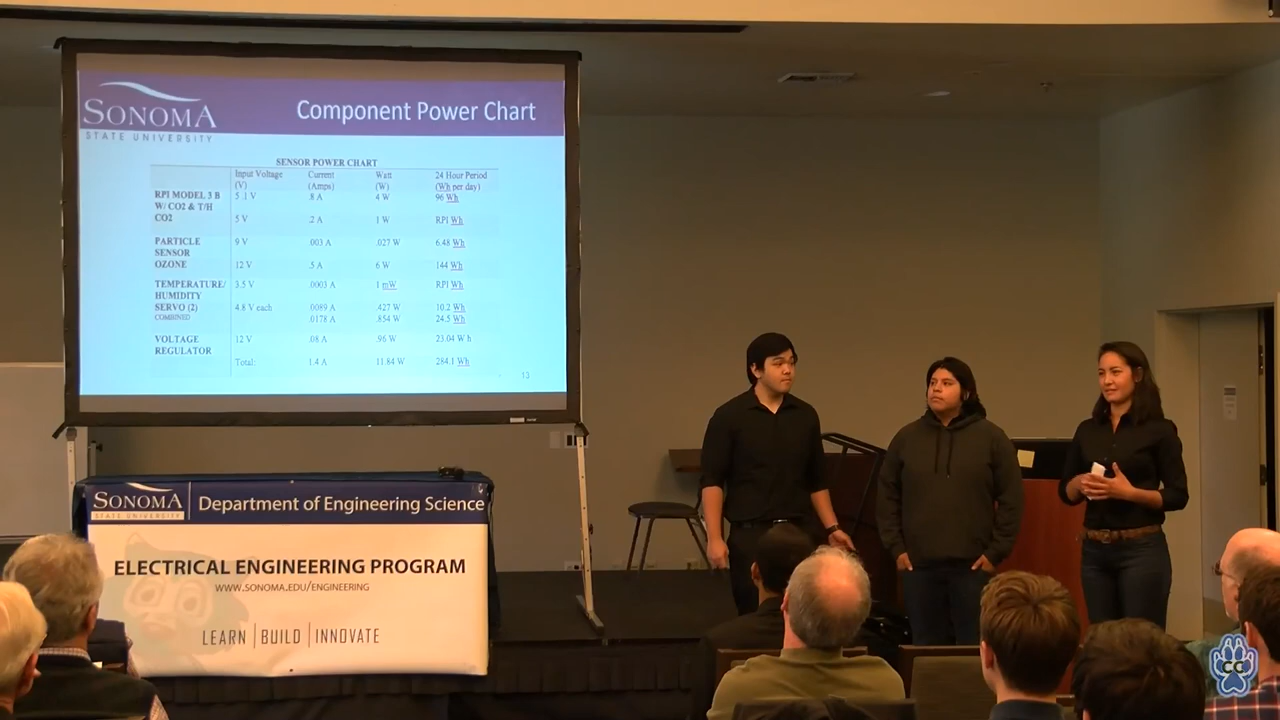 SONOMA
STATE UNIVERSITY
Component Power Chart
SENSOR POWER CHART
Input Voltage (V) Current (Amps) Watt (W) 24 Hour Period (Wh per day)
RPI MODEL 3 B W/ CO2 & T/H 5.1 V .8 A 4 W 96 Wh
CO2 5 V .2 A 1 W RPI Wh
PARTICLE SENSOR 9 V .003 A .027 W 6.48 Wh
OZONE 12 V .5 A 6 W 144 Wh
TEMPERATURE/ HUMIDITY 3.5 V .0003 A 1 mW RPI Wh
SERVO (2) 4.8 V each .0089 A .427 W 10.2 Wh
COMBINED .0178 A .854 W 24.5 Wh
VOLTAGE REGULATOR 12 V .08 A .96 W 23.04 W h
Total: 1.4 A 11.84 W 284.1 Wh
13
SONOMA
STATE UNIVERSITY
Department of Engineering Science
ELECTRICAL ENGINEERING PROGRAM
WWW.SONOMA.EDU/ENGINEERING
LEARN | BUILD | INNOVATE
CC